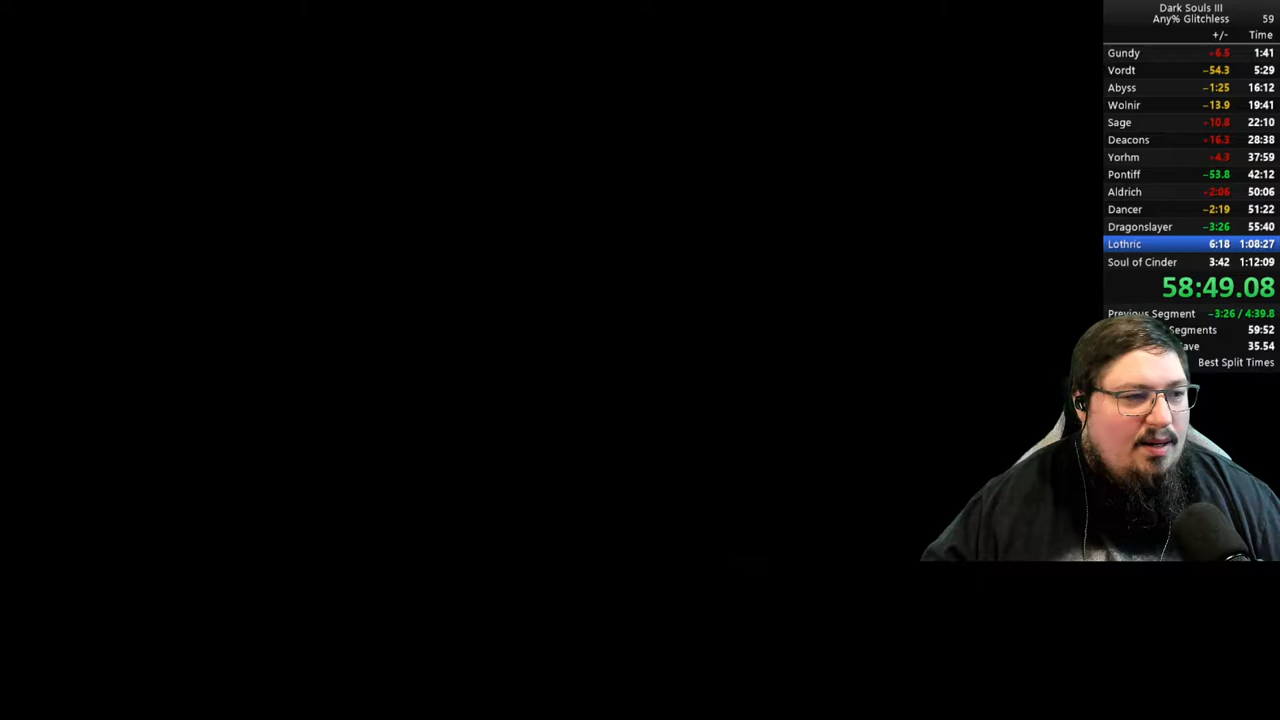 Dark Souls III
Any% Glitchless 59
+/- Time
Gundy +6.5 1:41
Vordt −54.3 5:29
Abyss −1:25 16:12
Wolnir −13.9 19:41
Sage +10.8 22:10
Deacons +16.3 28:38
Yorhm +4.3 37:59
Pontiff −53.8 42:12
Aldrich −2:06 50:06
Dancer −2:19 51:22
Dragonslayer −3:26 55:40
Lothric 6:18 1:08:27
Soul of Cinder 3:42 1:12:09
58:49.08
Previous Segment −3:26 / 4:39.8
Segments 59:52
ave 35.54
Best Split Times